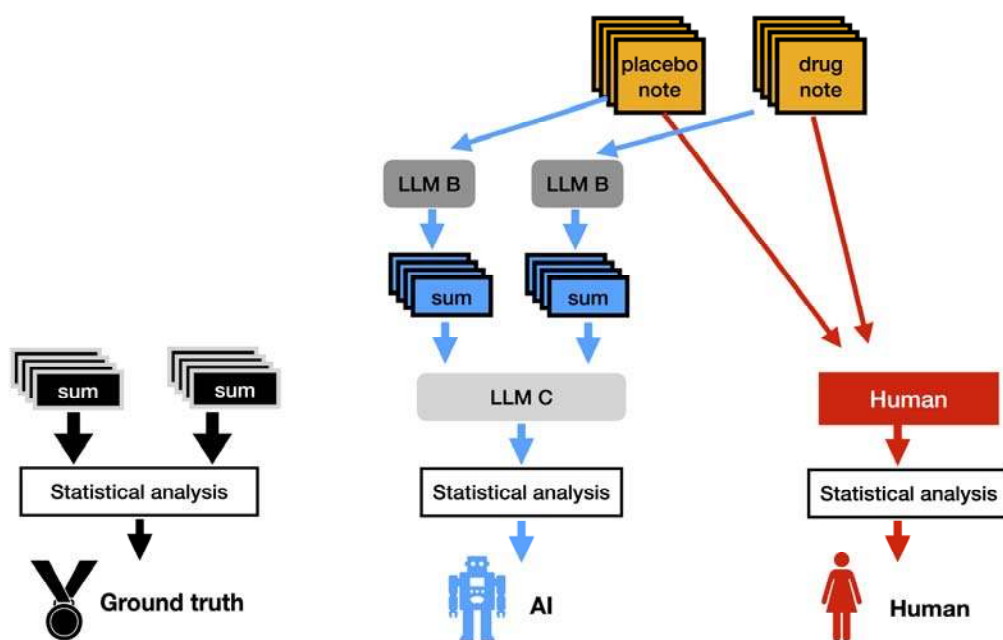 placebo
note
drug
note
LLM B
LLM B
sum
sum
sum
sum
LLM C
Human
Statistical analysis
Statistical analysis
Statistical analysis
Ground truth
AI
Human